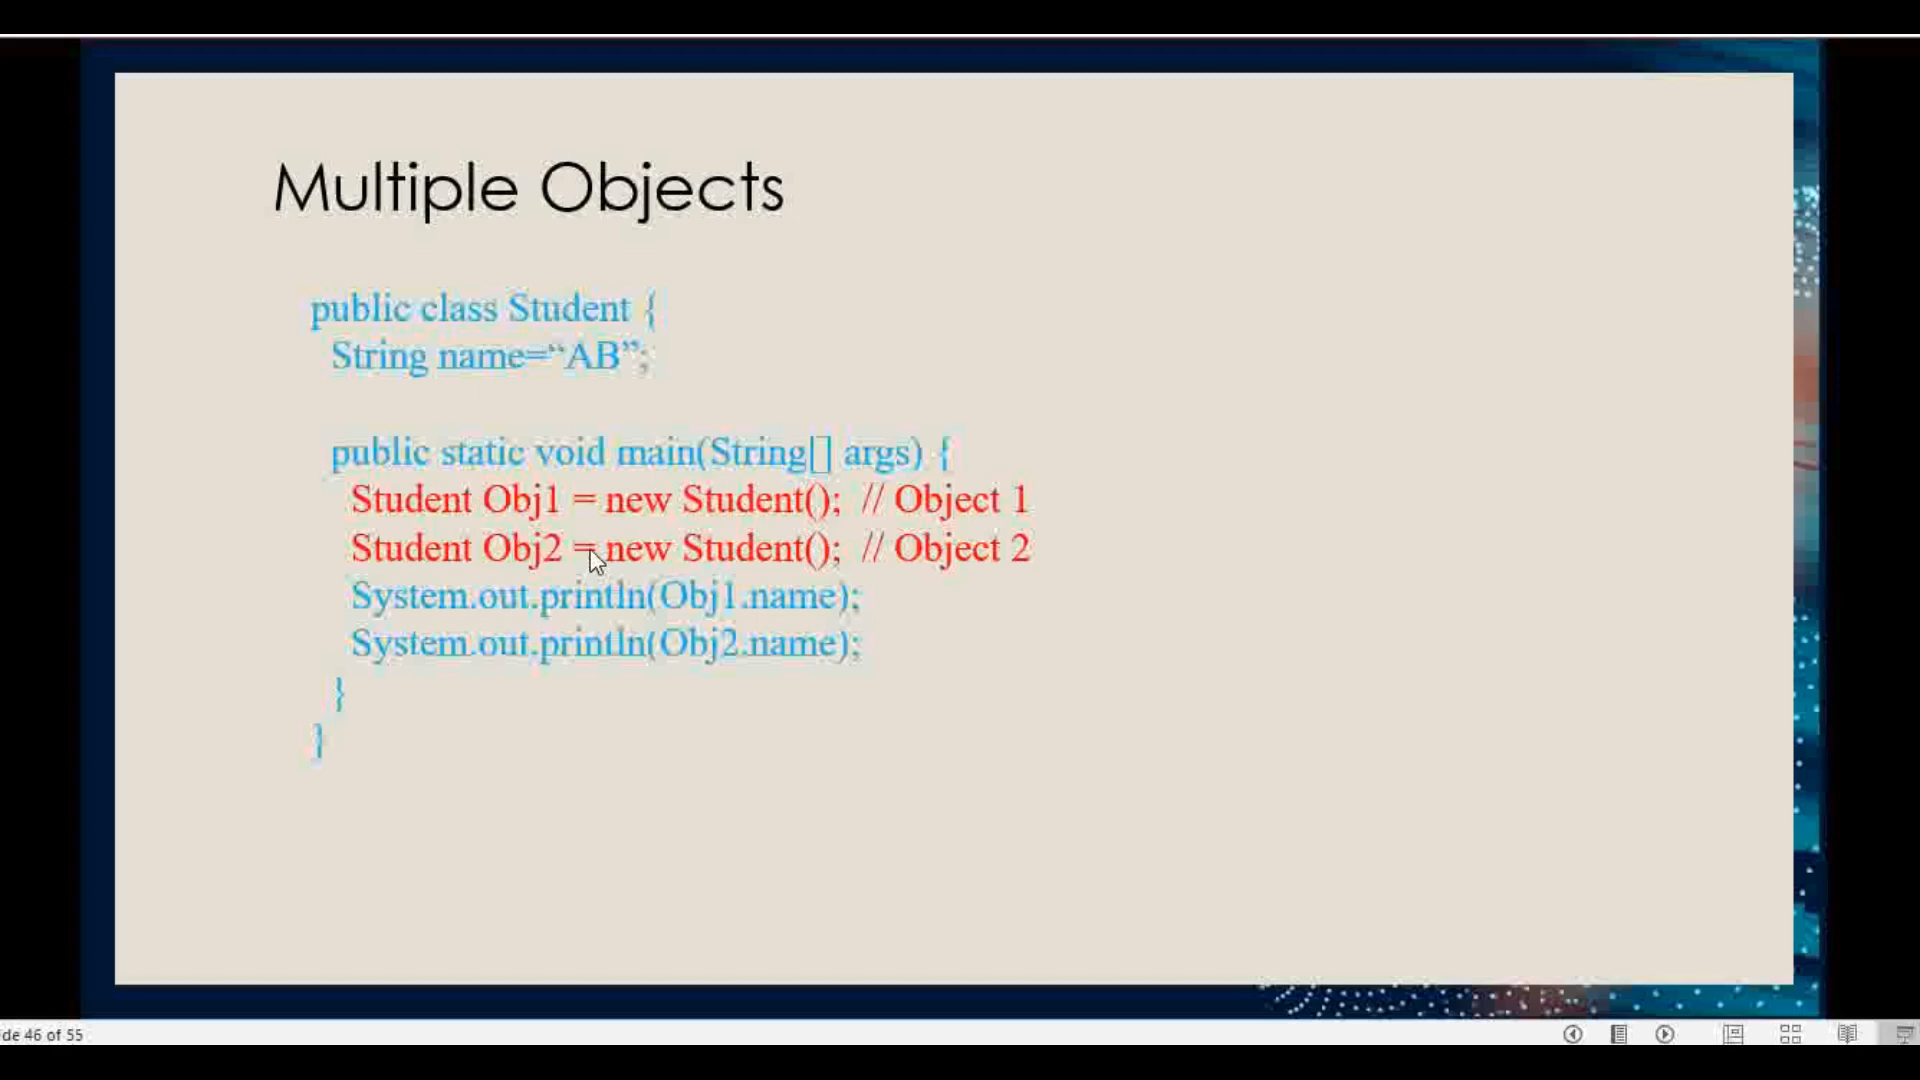 Multiple Objects
public class Student {
String name=“AB”;
public static void main(String[] args) {
Student Obj1 = new Student(); // Object 1
Student Obj2 = new Student(); // Object 2
System.out.println(Obj1.name);
System.out.println(Obj2.name);
}
}
de 46 of 55